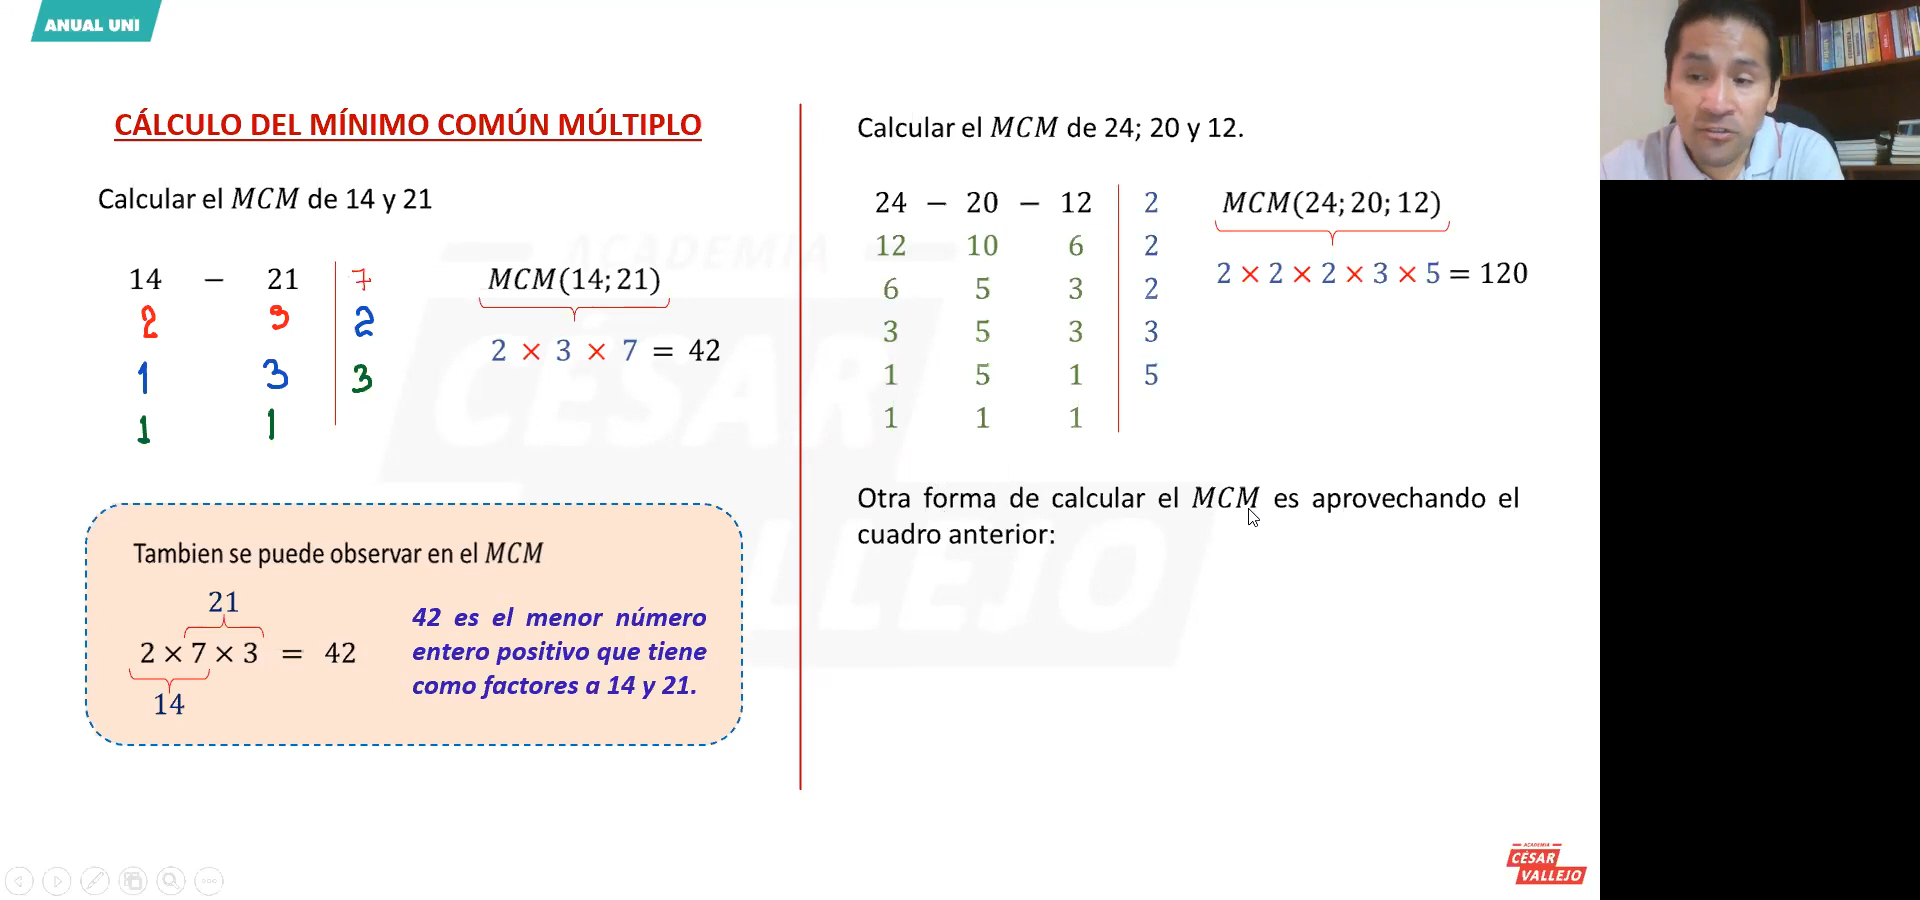 ANUAL UNI
CÁLCULO DEL MÍNIMO COMÚN MÚLTIPLO
Calcular el MCM de 14 y 21
14 − 21 7
2 3 2
1 3 3
1 1
MCM(14; 21)
2 × 3 × 7 = 42
Tambien se puede observar en el MCM
21
2 × 7 × 3 = 42
14
42 es el menor número
entero positivo que tiene
como factores a 14 y 21.
Calcular el MCM de 24; 20 y 12.
24 − 20 − 12 2
12 10 6 2
6 5 3 2
3 5 3 3
1 5 1 5
1 1 1
MCM(24; 20; 12)
2 × 2 × 2 × 3 × 5 = 120
Otra forma de calcular el MCM es aprovechando el
cuadro anterior:
ACADEMIA
CÉSAR
VALLEJO
ACADEMIA
CÉSAR
VALLEJO